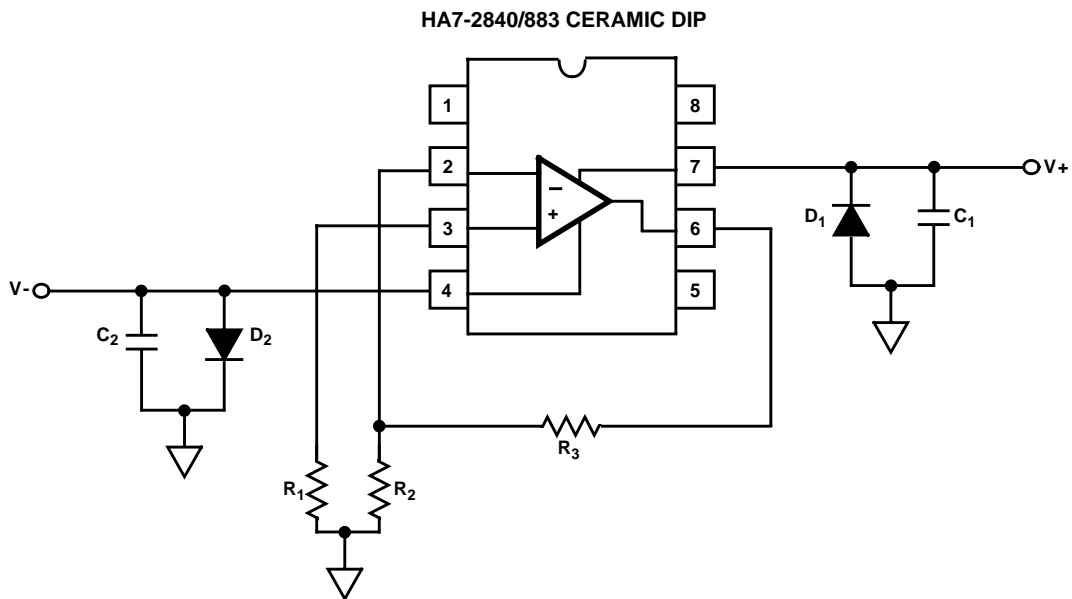 HA7-2840/883 CERAMIC DIP
1
8
2
7
V+
−
D1
C1
+
3
6
V-
4
5
C2
D2
R3
R1
R2